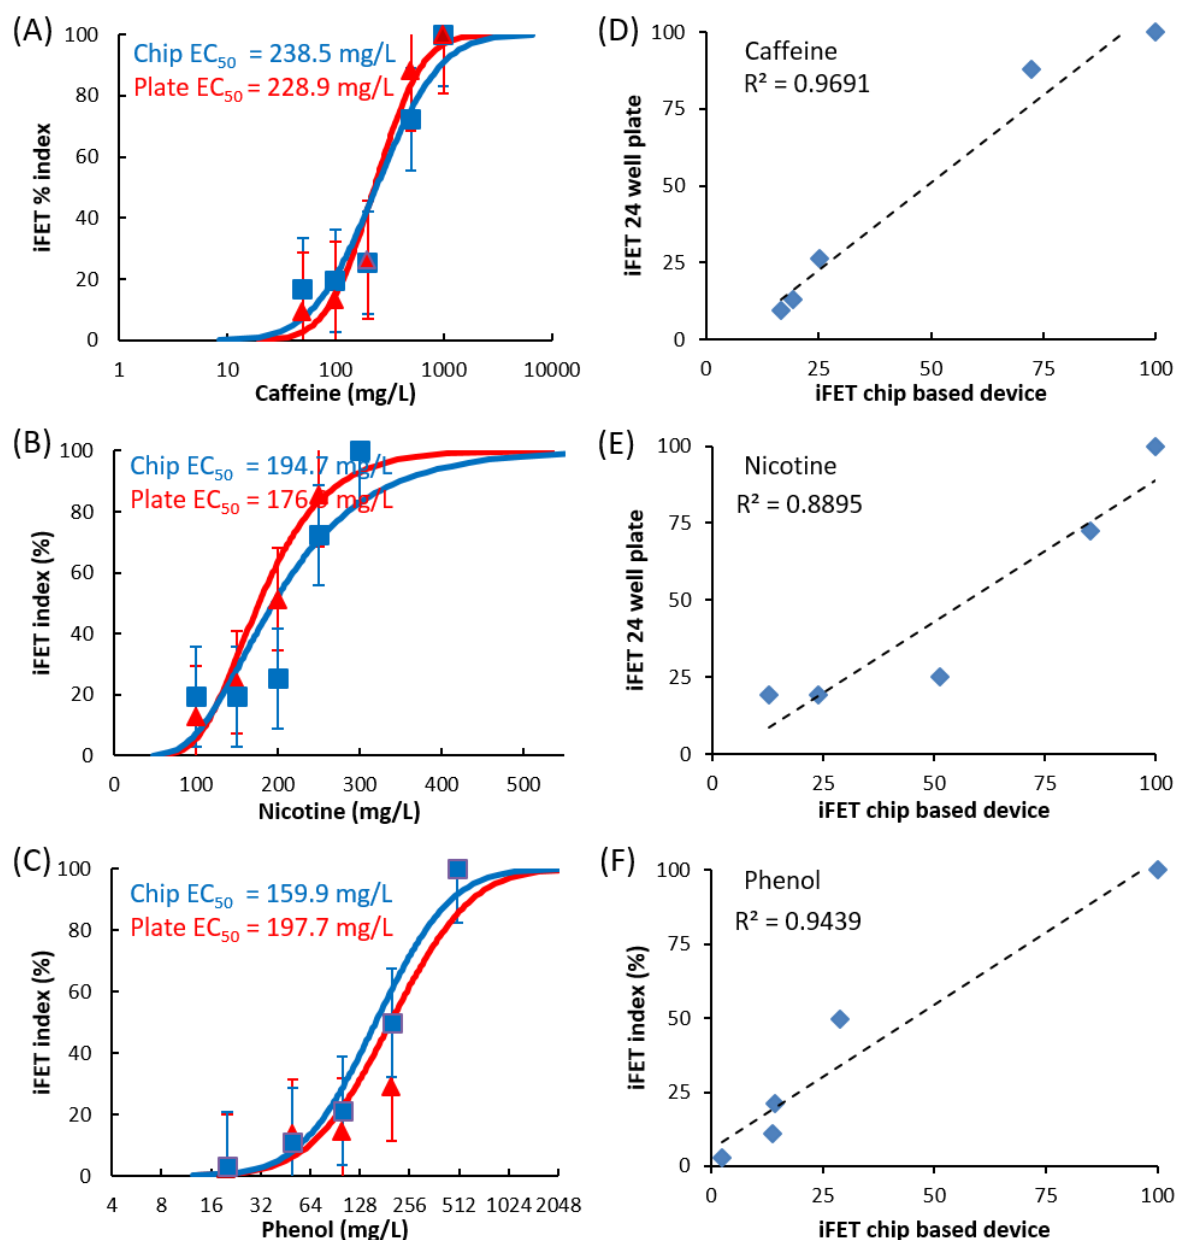 (A)
100
80
60
40
20
0
iFET % index
Chip EC50 = 238.5 mg/L
Plate EC50 = 228.9 mg/L
1 10 100 1000 10000
Caffeine (mg/L)
(D)
100
75
50
25
0
iFET 24 well plate
Caffeine
R² = 0.9691
0 25 50 75 100
iFET chip based device
(B)
100
80
60
40
20
0
iFET index (%)
Chip EC50 = 194.7 mg/L
Plate EC50 = mg/L
0 100 200 300 400 500
Nicotine (mg/L)
(E)
100
75
50
25
0
iFET 24 well plate
Nicotine
R² = 0.8895
0 25 50 75 100
iFET chip based device
(C)
100
80
60
40
20
0
iFET index (%)
Chip EC50 = 159.9 mg/L
Plate EC50 = 197.7 mg/L
4 8 16 32 64 128 256 512 1024 2048
Phenol (mg/L)
(F)
100
75
50
25
0
iFET index (%)
Phenol
R² = 0.9439
0 25 50 75 100
iFET chip based device